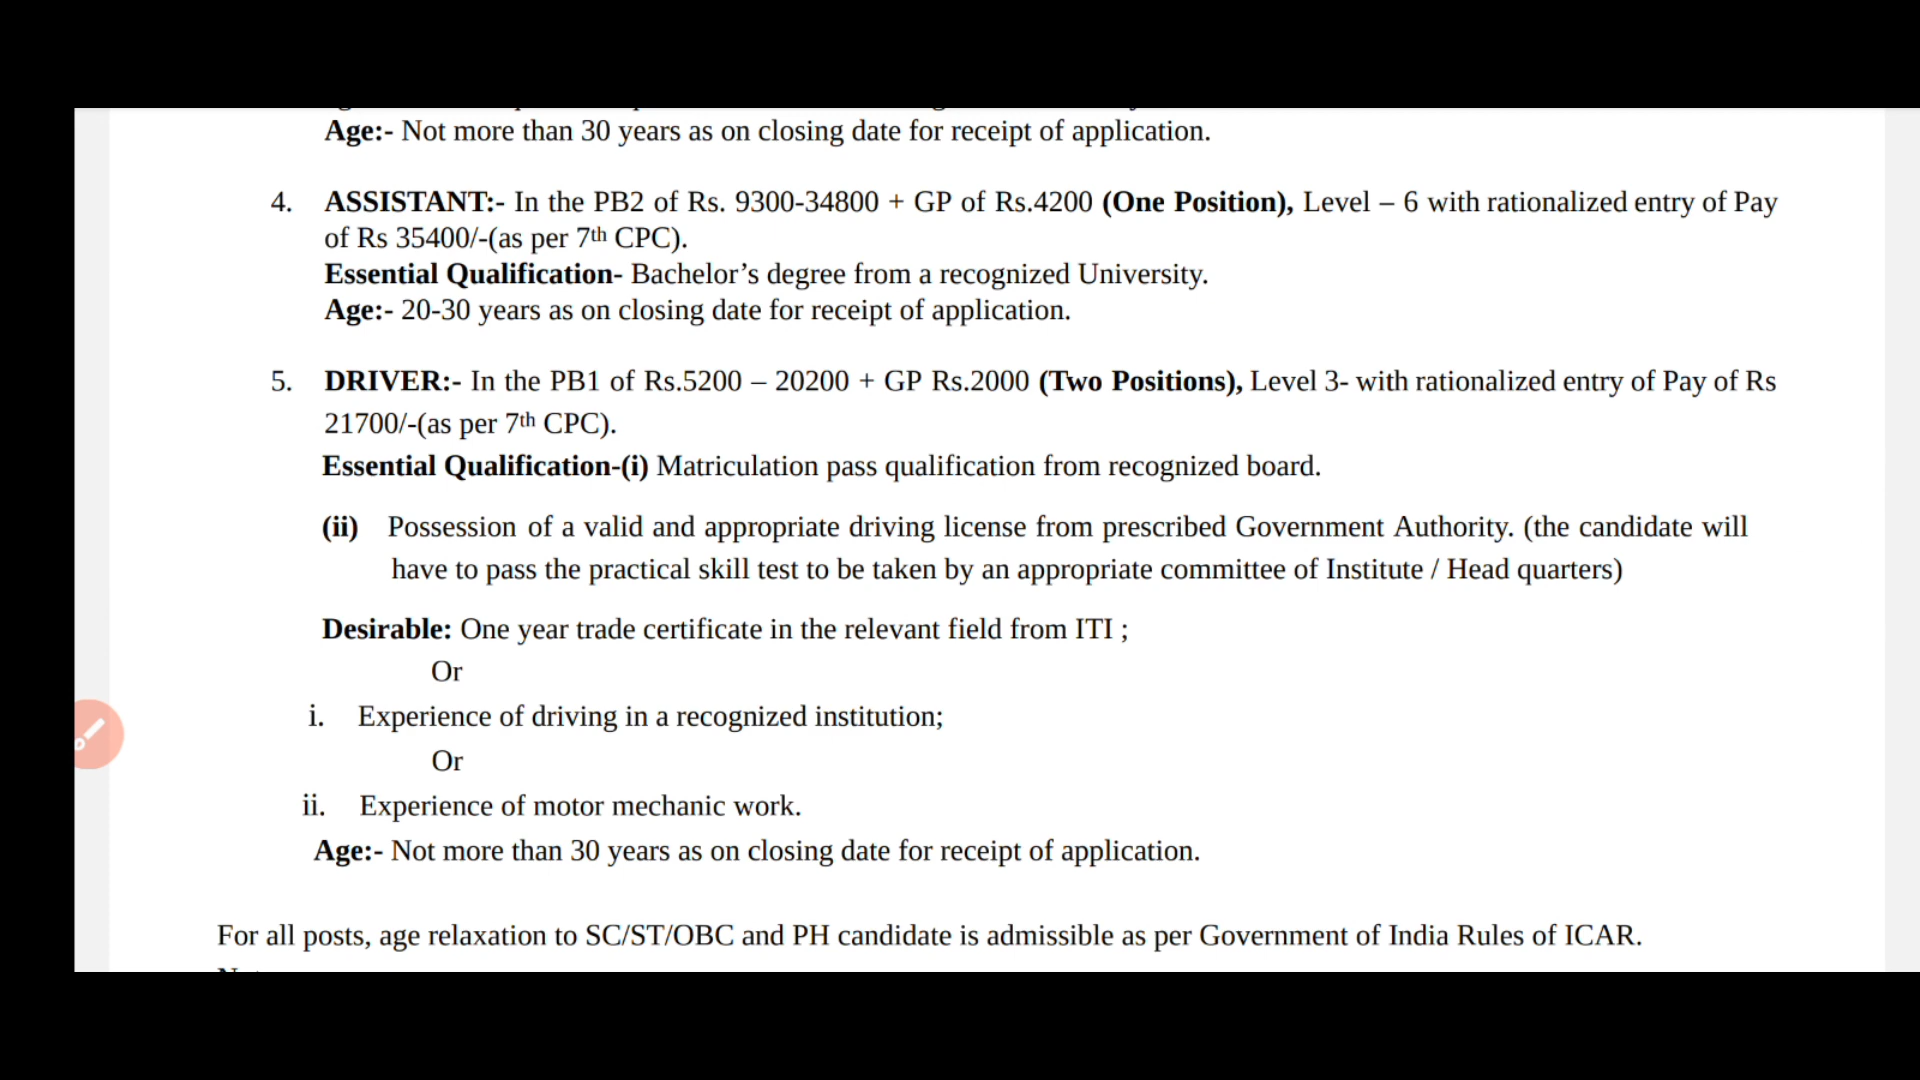 Age:- Not more than 30 years as on closing date for receipt of application.
4. ASSISTANT:- In the PB2 of Rs. 9300-34800 + GP of Rs.4200 (One Position), Level – 6 with rationalized entry of Pay
of Rs 35400/-(as per 7th CPC).
Essential Qualification- Bachelor’s degree from a recognized University.
Age:- 20-30 years as on closing date for receipt of application.
5. DRIVER:- In the PB1 of Rs.5200 – 20200 + GP Rs.2000 (Two Positions), Level 3- with rationalized entry of Pay of Rs
21700/-(as per 7th CPC).
Essential Qualification-(i) Matriculation pass qualification from recognized board.
(ii) Possession of a valid and appropriate driving license from prescribed Government Authority. (the candidate will
have to pass the practical skill test to be taken by an appropriate committee of Institute / Head quarters)
Desirable: One year trade certificate in the relevant field from ITI ;
Or
i. Experience of driving in a recognized institution;
Or
ii. Experience of motor mechanic work.
Age:- Not more than 30 years as on closing date for receipt of application.
For all posts, age relaxation to SC/ST/OBC and PH candidate is admissible as per Government of India Rules of ICAR.